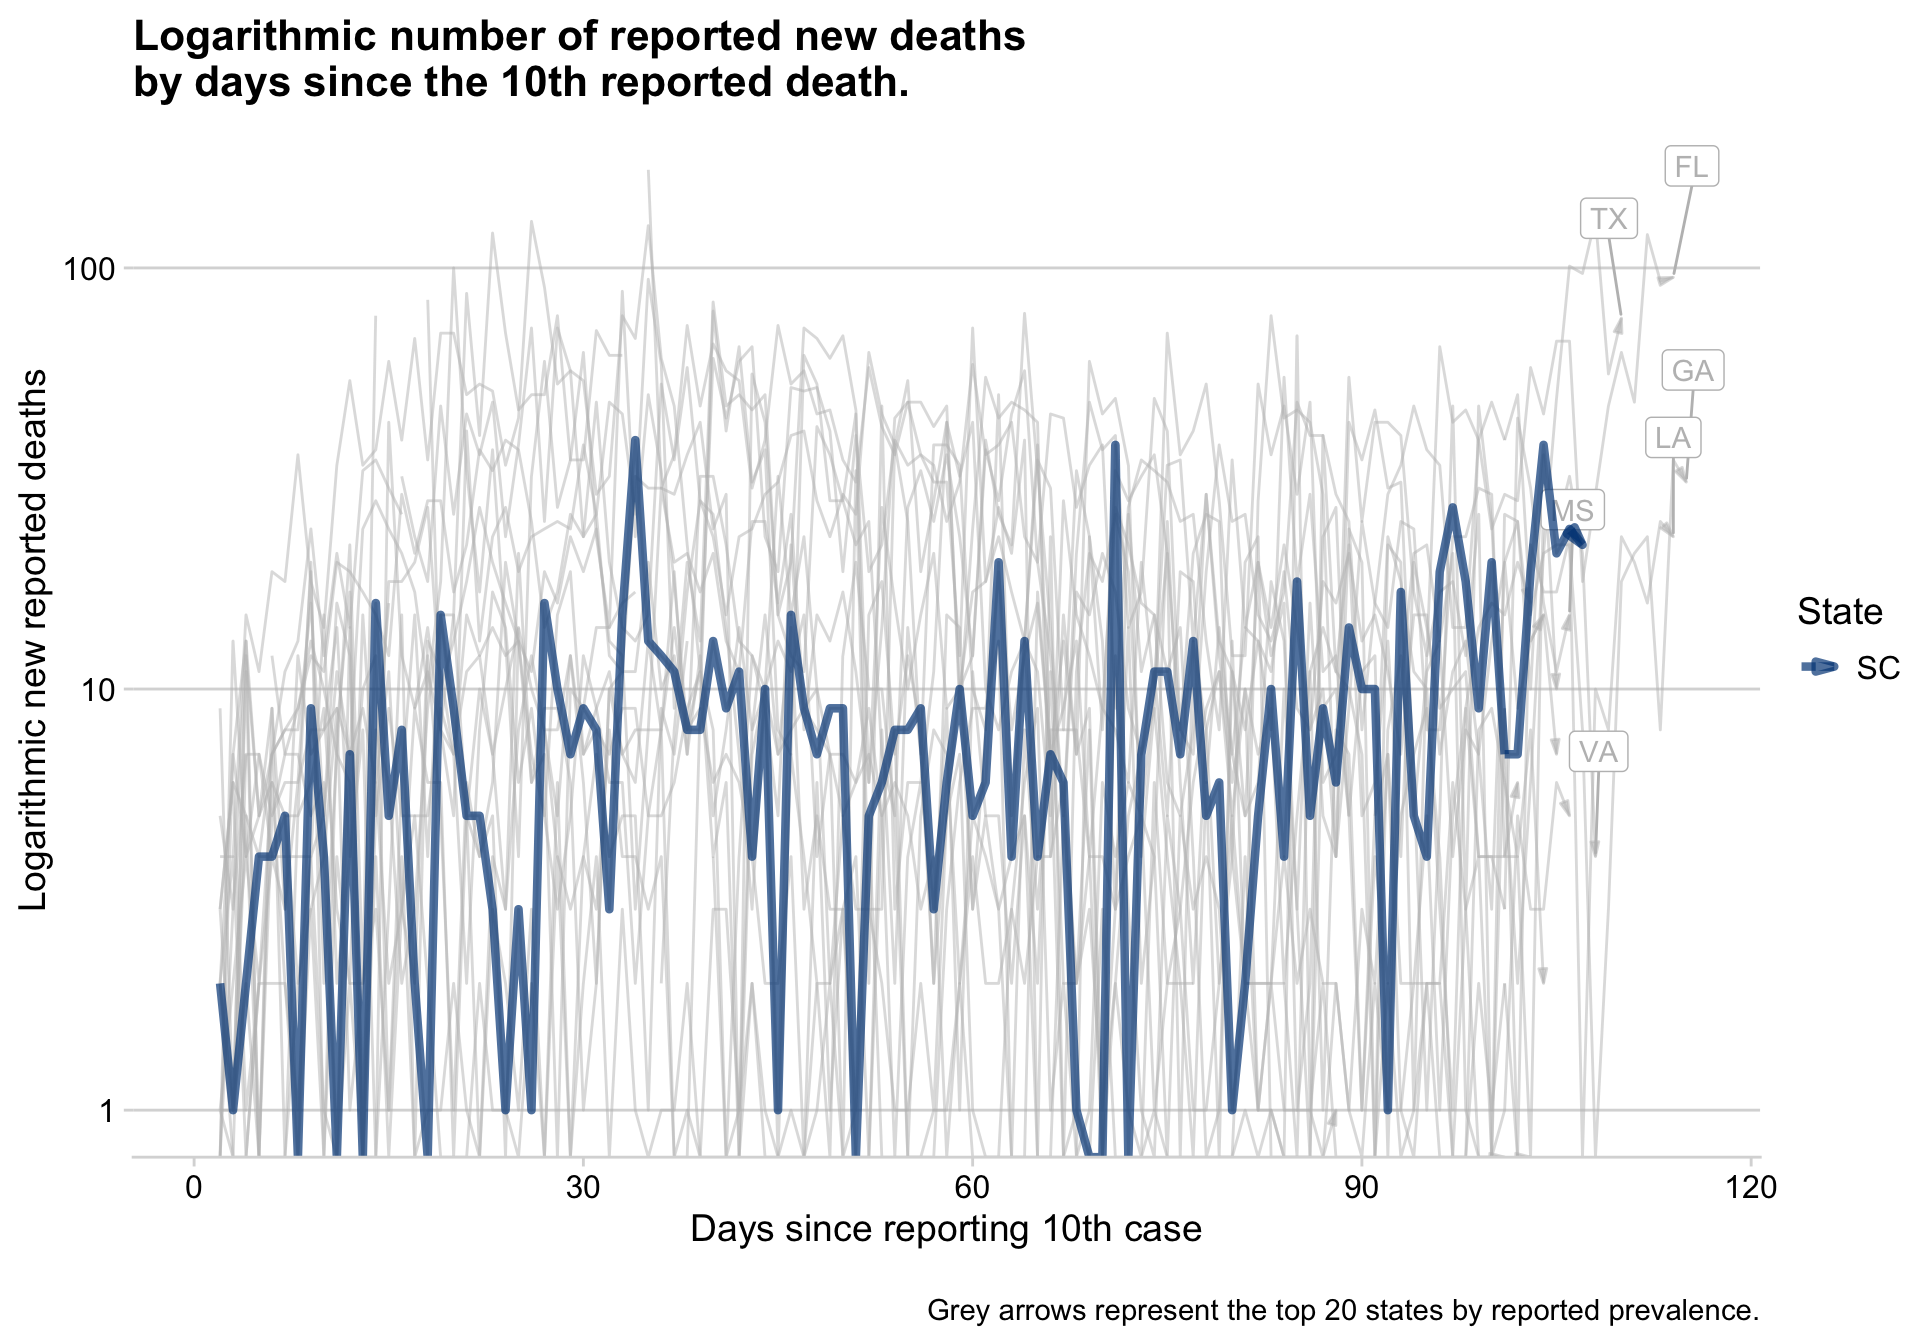 Logarithmic number of reported new deaths
by days since the 10th reported death.
FL
TX
100
GA
LA
MS
Logarithmic new reported deaths
State
SC
10
VA
1
0 30 60 90 120
Days since reporting 10th case
Grey arrows represent the top 20 states by reported prevalence.